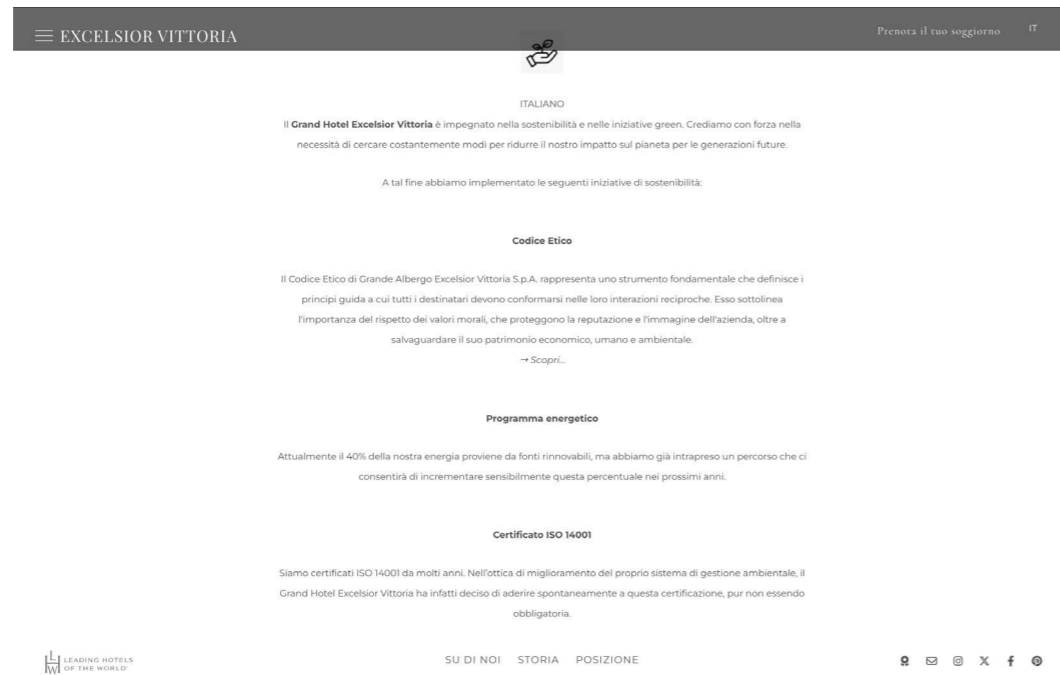 EXCELSIOR VITTORIA
Prenota il tuo soggiorno
IT
ITALIANO
Il Grand Hotel Excelsior Vittoria è impegnato nella sostenibilità e nelle iniziative green. Crediamo con forza nella
necessità di cercare costantemente modi per ridurre il nostro impatto sul pianeta per le generazioni future.
A tal fine abbiamo implementato le seguenti iniziative di sostenibilità:
Codice Etico
Il Codice Etico di Grande Albergo Excelsior Vittoria S.p.A. rappresenta uno strumento fondamentale che definisce i
principi guida a cui tutti i destinatari devono conformarsi nelle loro interazioni reciproche. Esso sottolinea
l'importanza del rispetto dei valori morali, che proteggono la reputazione e l'immagine dell'azienda, oltre a
salvaguardare il suo patrimonio economico, umano e ambientale.
→ Scopri...
Programma energetico
Attualmente il 40% della nostra energia proviene da fonti rinnovabili, ma abbiamo già intrapreso un percorso che ci
consentirà di incrementare sensibilmente questa percentuale nei prossimi anni.
Certificato ISO 14001
Siamo certificati ISO 14001 da molti anni. Nell'ottica di miglioramento del proprio sistema di gestione ambientale, il
Grand Hotel Excelsior Vittoria ha infatti deciso di aderire spontaneamente a questa certificazione, pur non essendo
obbligatoria.
LHW LEADING HOTELS
OF THE WORLD
SU DI NOI STORIA POSIZIONE